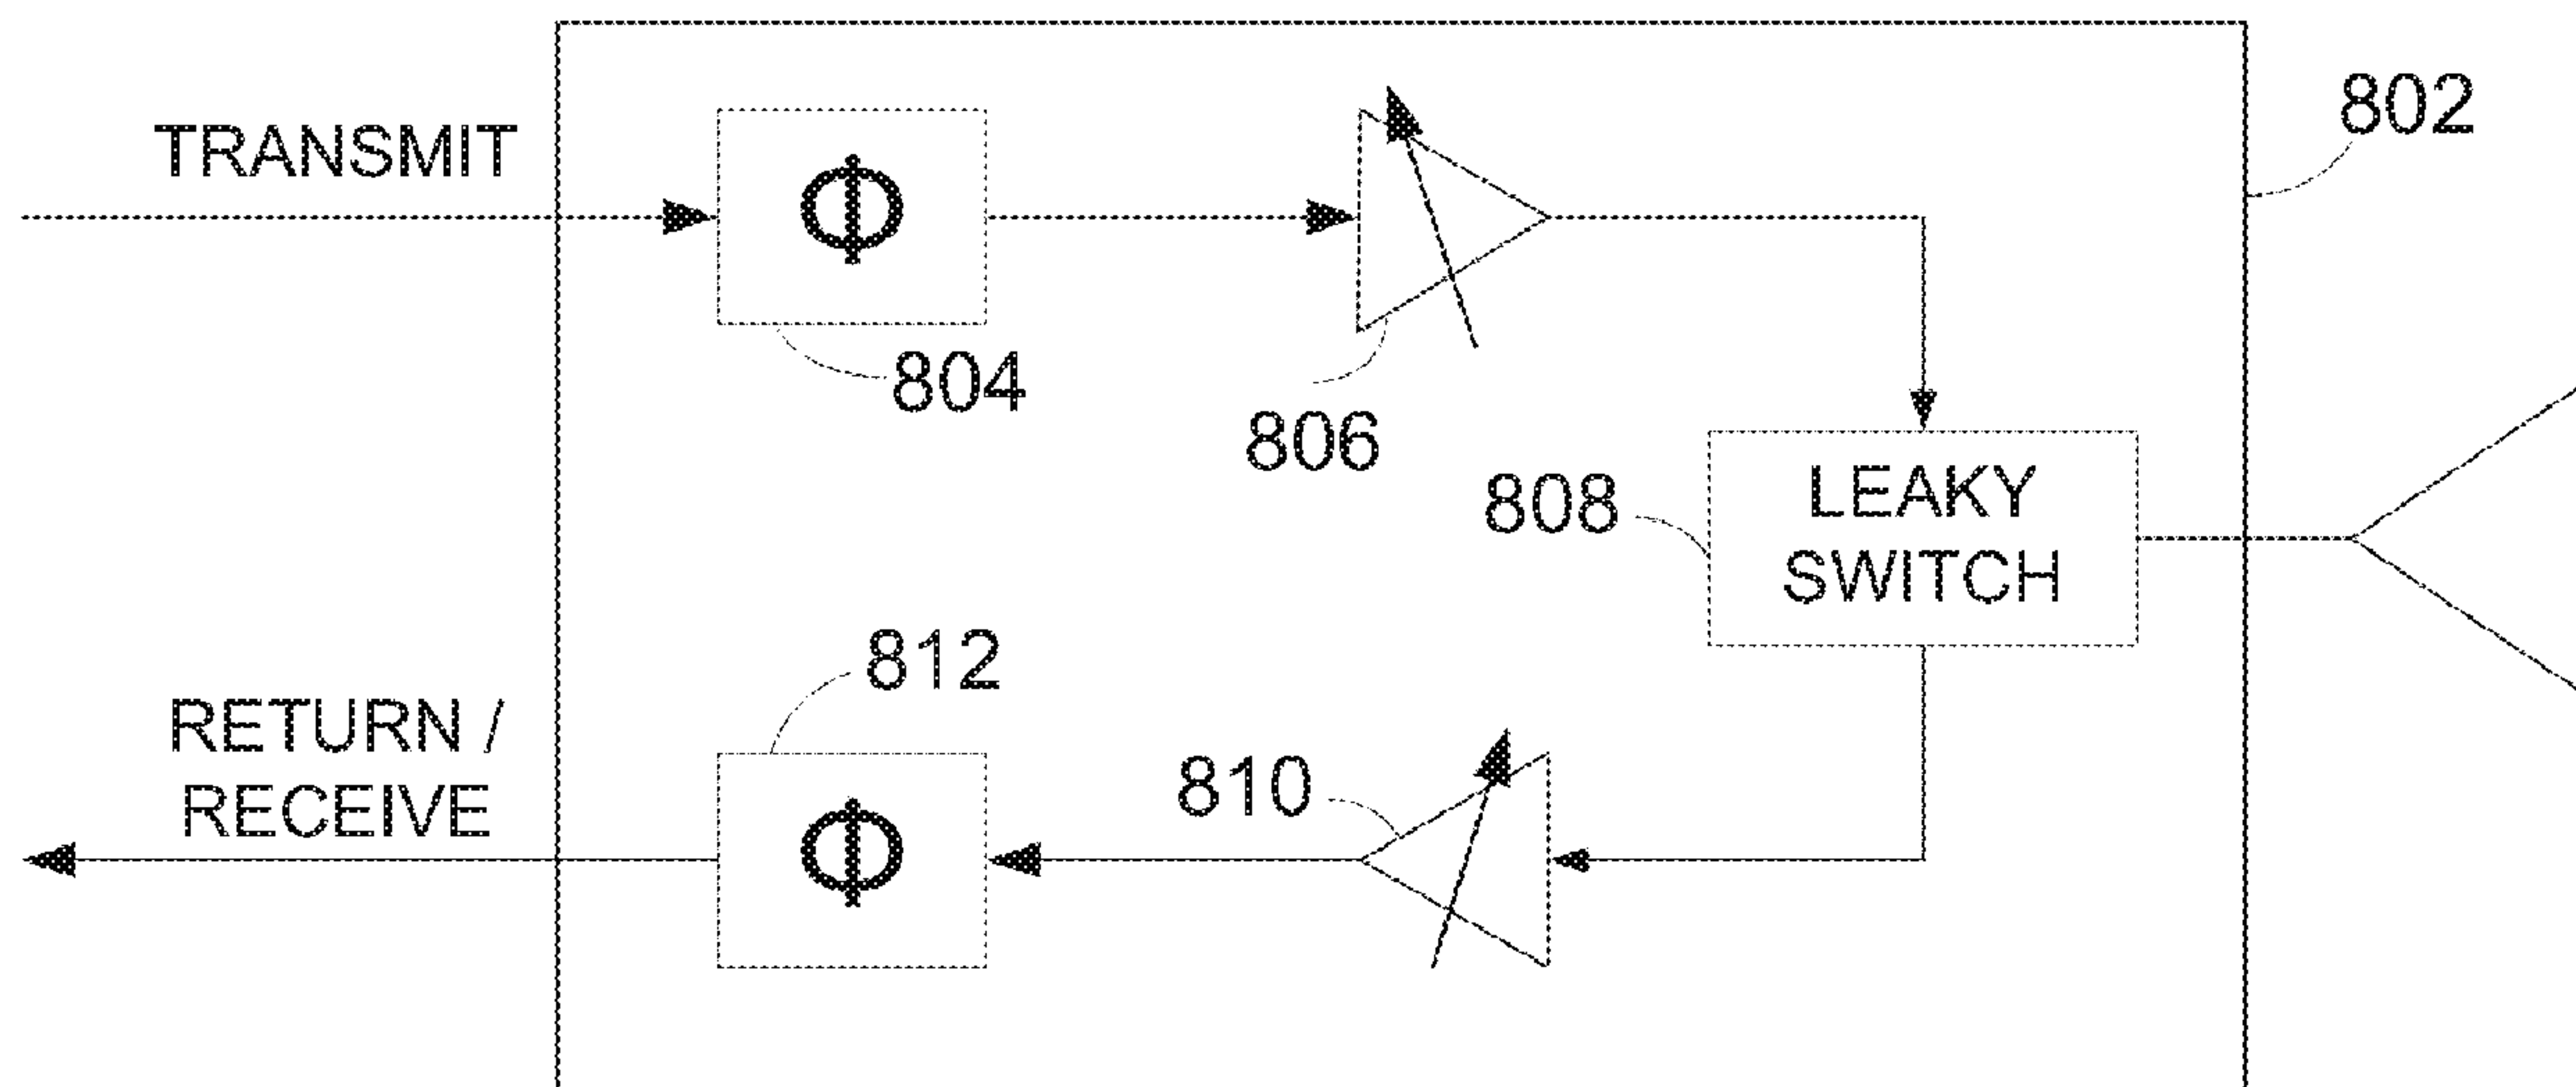 802
TRANSMIT
Φ
804
806
808
LEAKY
SWITCH
812
RETURN /
RECEIVE
810
Φ